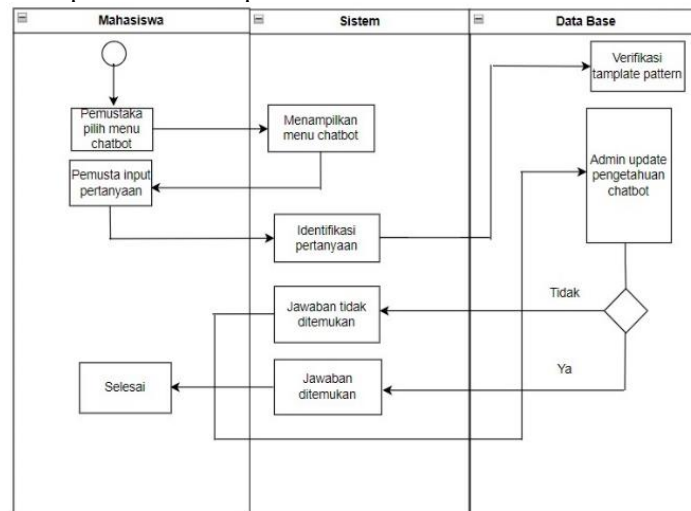 Mahasiswa
Sistem
Data Base
Verifikasi
tamplate pattern
Pemustaka
pilih menu
chatbot
Menampilkan
menu chatbot
Admin update
pengetahuan
chatbot
Pemusta input
pertanyaan
Identifikasi
pertanyaan
Tidak
Jawaban tidak
ditemukan
Ya
Selesai
Jawaban
ditemukan